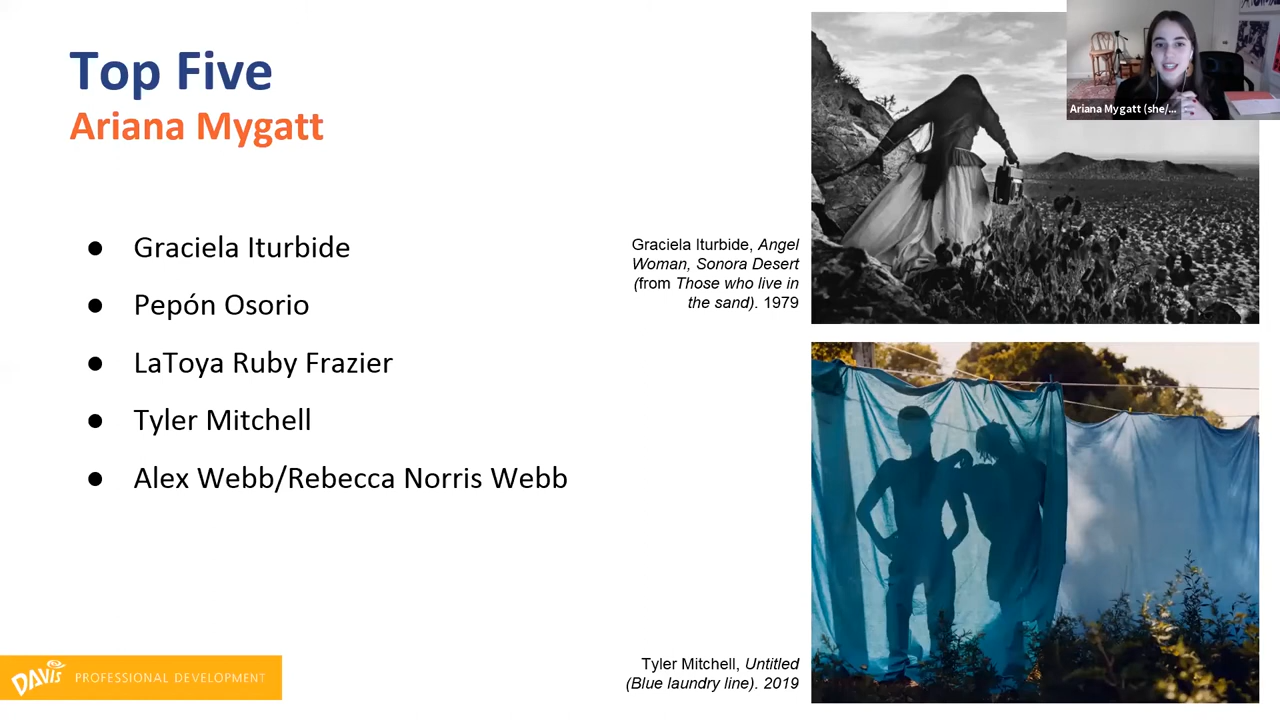 Top Five
Ariana Mygatt
Ariana Mygatt (she/...
● Graciela Iturbide
● Pepón Osorio
● LaToya Ruby Frazier
● Tyler Mitchell
● Alex Webb/Rebecca Norris Webb
Graciela Iturbide, Angel
Woman, Sonora Desert
(from Those who live in
the sand). 1979
Tyler Mitchell, Untitled
(Blue laundry line). 2019
DAVIS PROFESSIONAL DEVELOPMENT